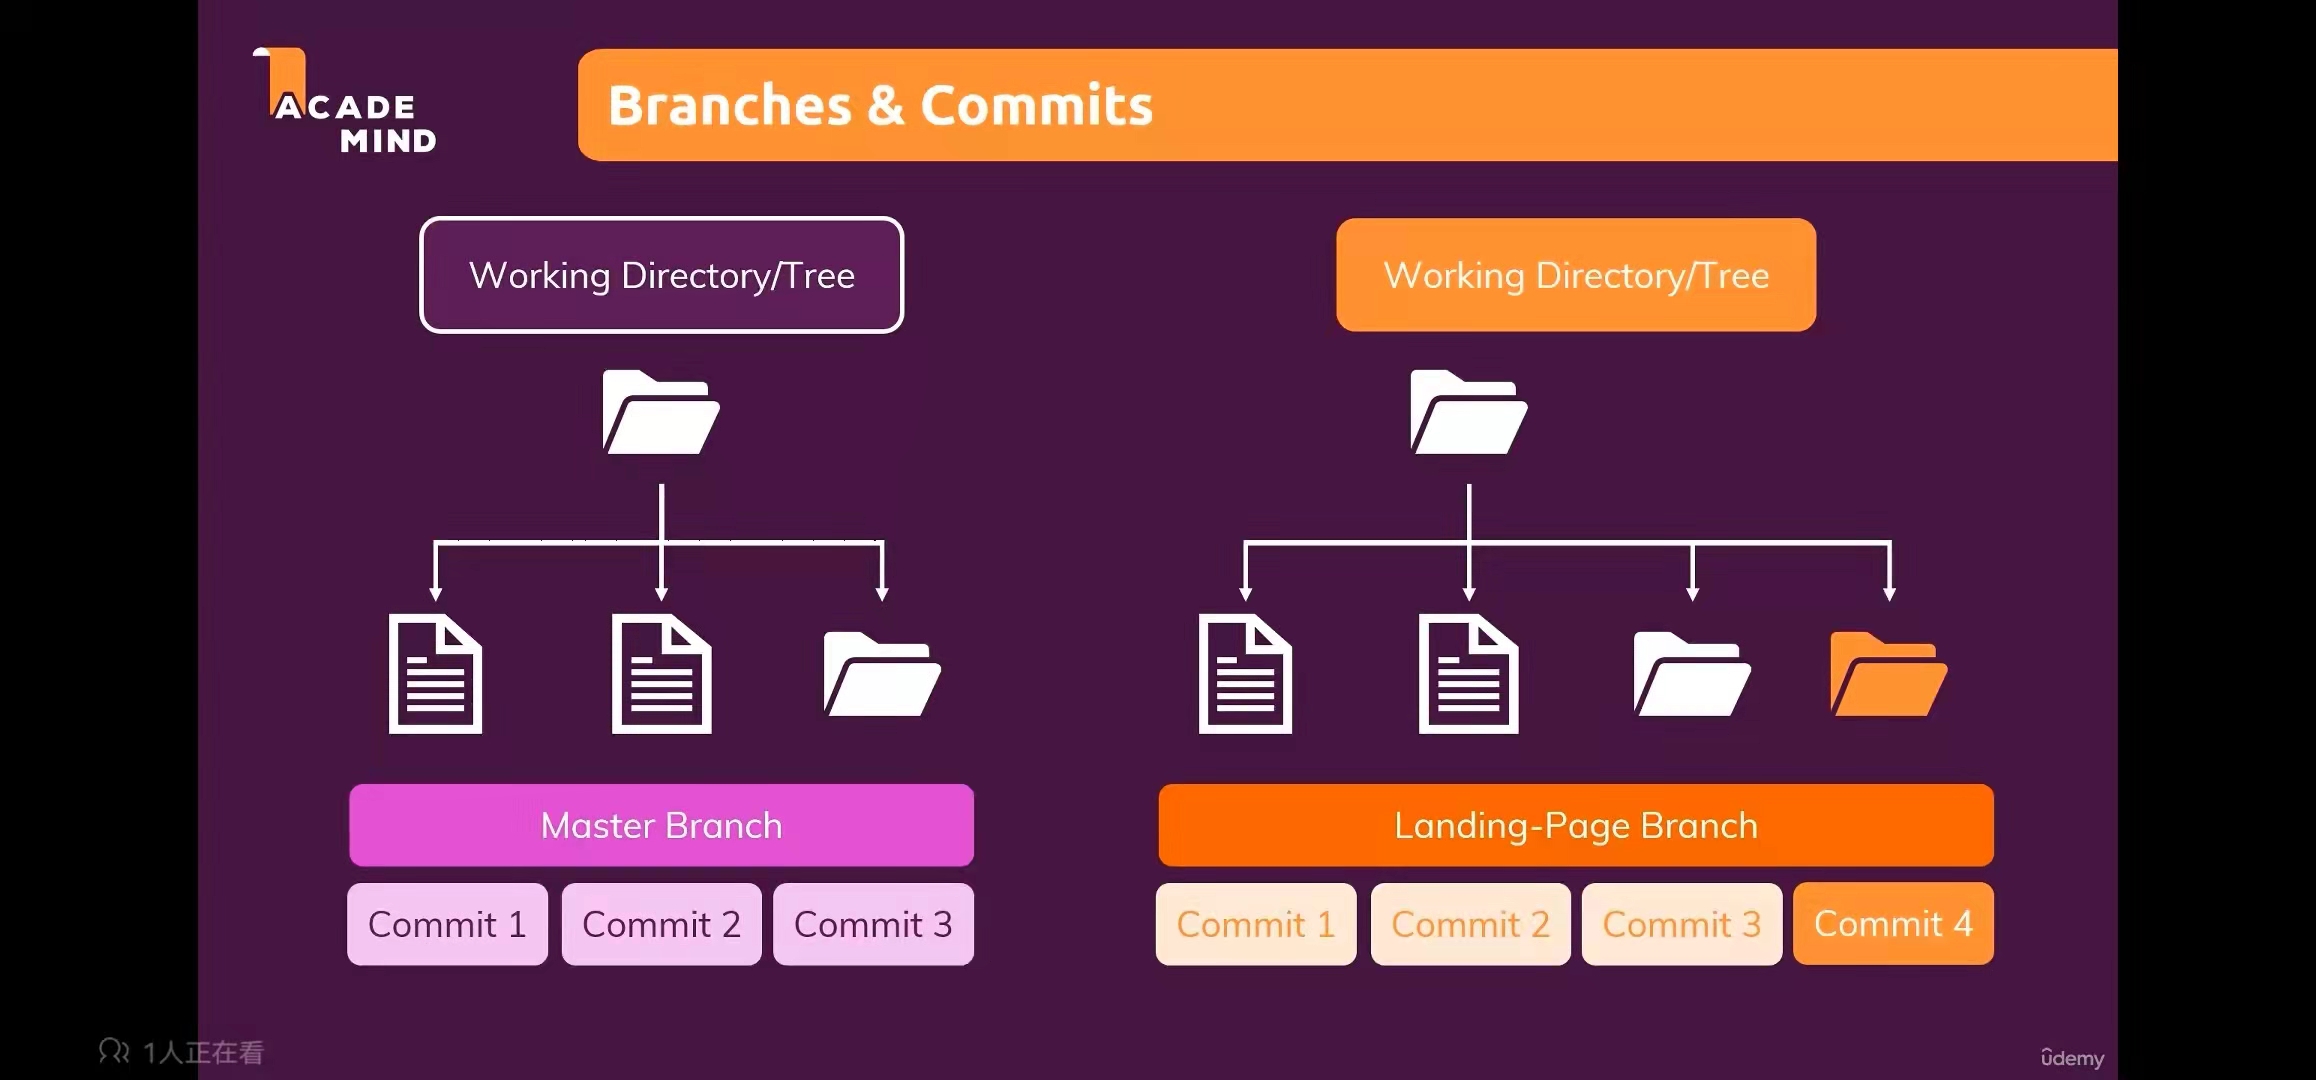 ACADE
MIND
Branches & Commits
Working Directory/Tree
Working Directory/Tree
Master Branch
Landing-Page Branch
Commit 1
Commit 2
Commit 3
Commit 1
Commit 2
Commit 3
Commit 4
1人正在看
ûdemy